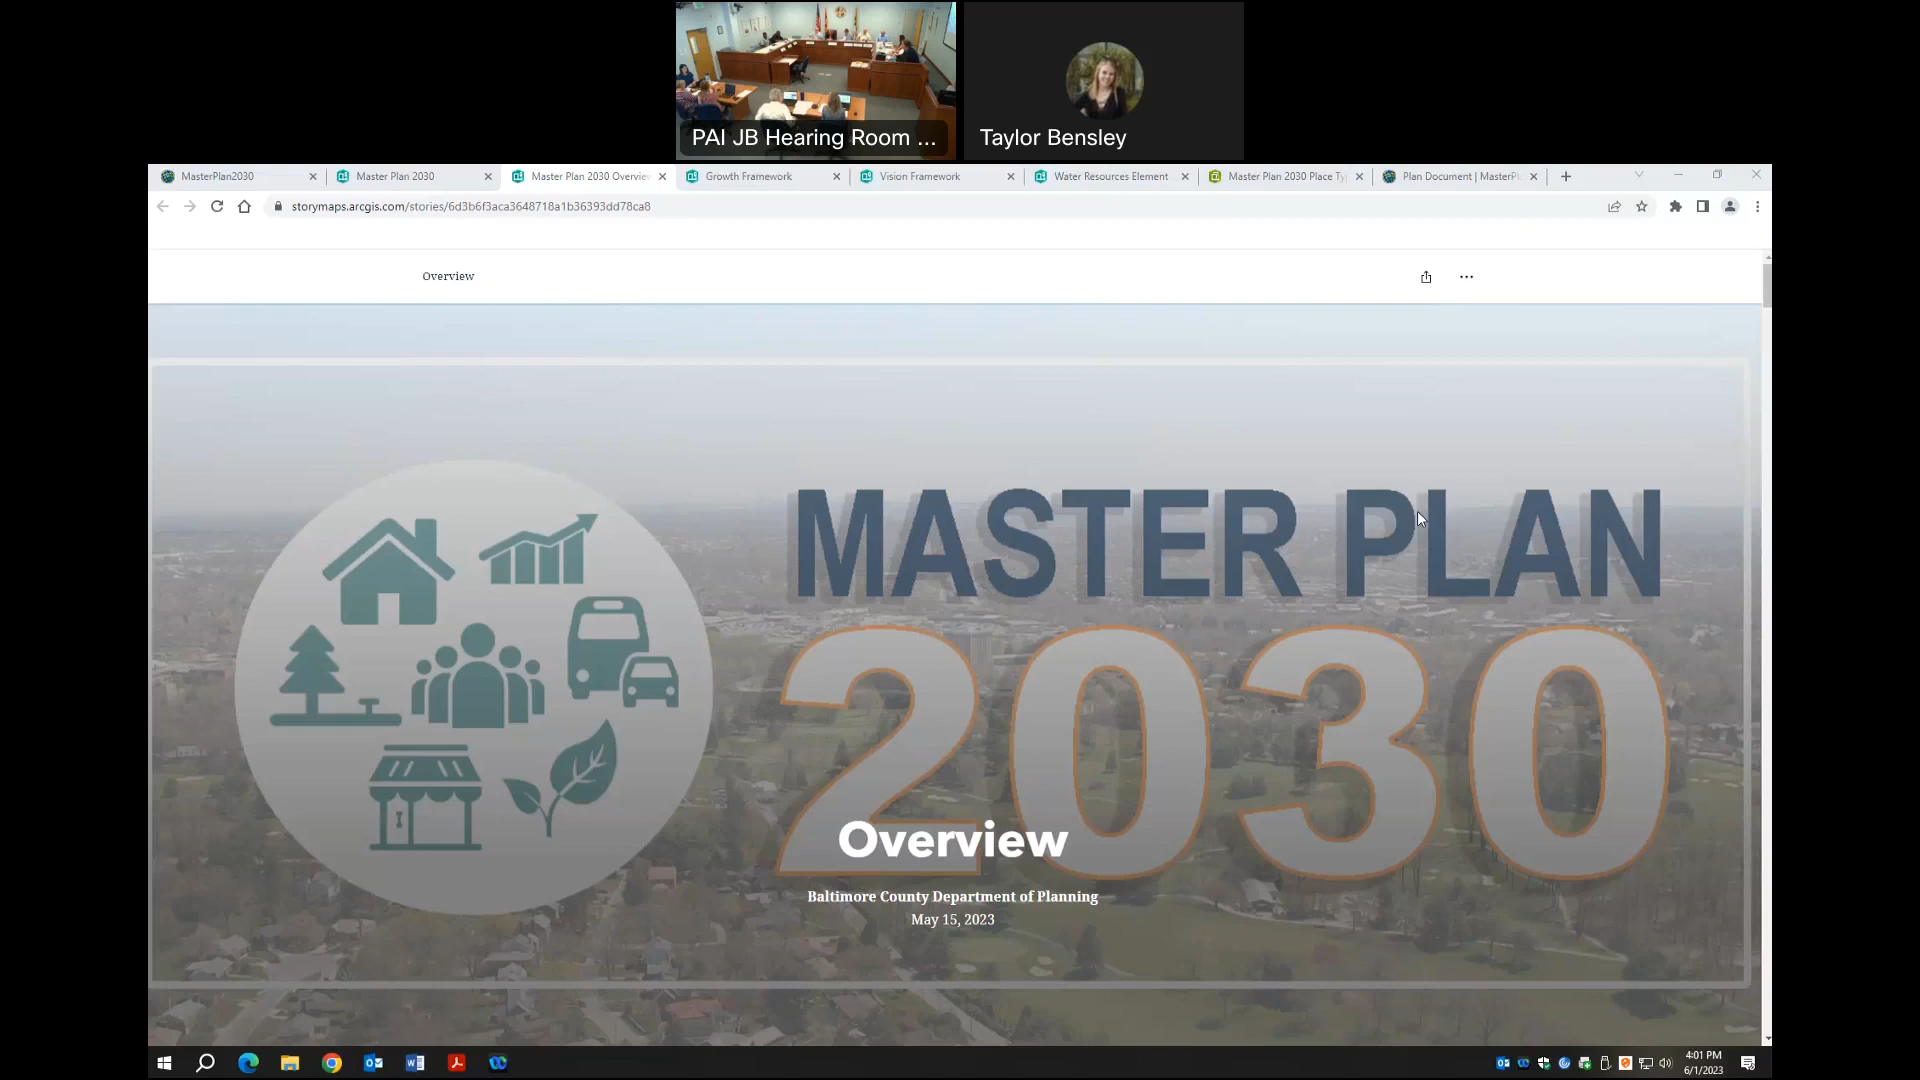 PAI JB Hearing Room ...
Taylor Bensley
MasterPlan2030
Master Plan 2030
Master Plan 2030 Overview
Growth Framework
Vision Framework
Water Resources Element
Master Plan 2030 Place Ty
Plan Document | MasterPl
storymaps.arcgis.com/stories/6d3b6f3aca3648718a1b36393dd78ca8
Overview
MASTER PLAN
2030
Overview
Baltimore County Department of Planning
May 15, 2023
4:01 PM
6/1/2023